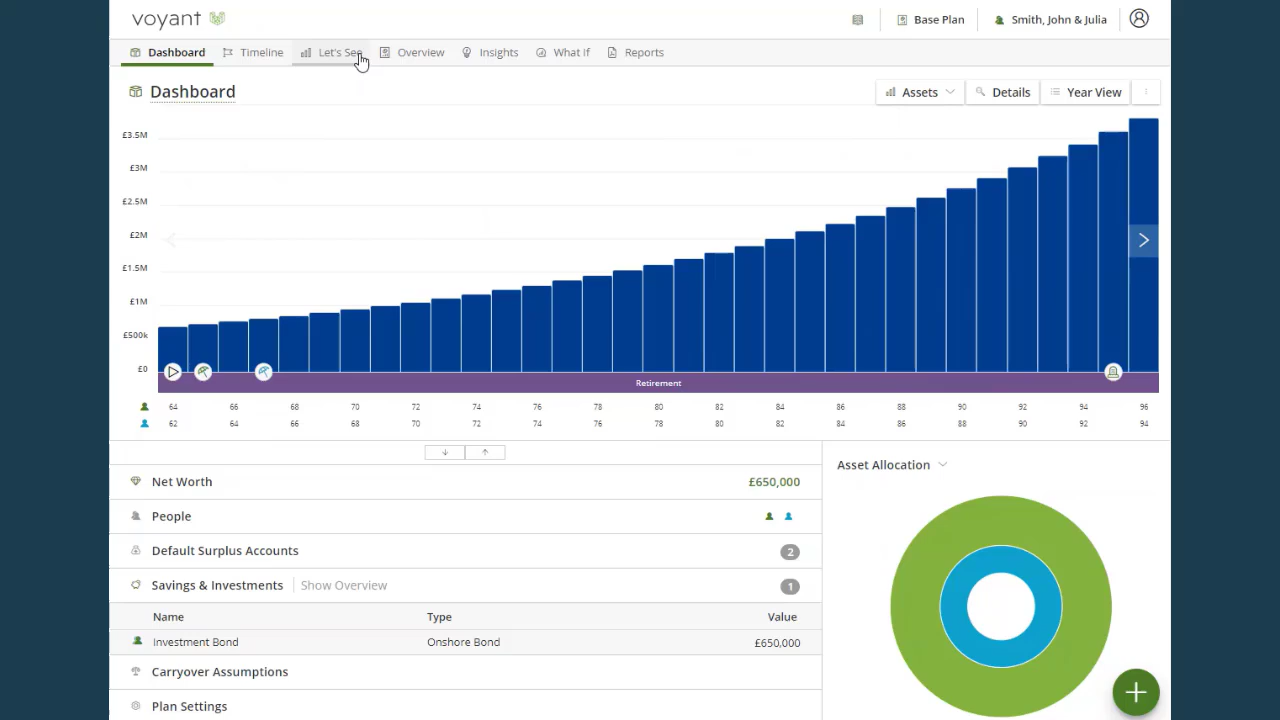 voyant
Base Plan
Smith, John & Julia
Dashboard
Timeline
Let's See
Overview
Insights
What If
Reports
Dashboard
Assets
Details
Year View
£3.5M
£3M
£2.5M
£2M
£1.5M
£1M
£500k
£0
Retirement
64 66 68 70 72 74 76 78 80 82 84 86 88 90 92 94 96
62 64 66 68 70 72 74 76 78 80 82 84 86 88 90 92 94
Net Worth £650,000
People
Default Surplus Accounts 2
Savings & Investments Show Overview 1
Name Type Value
Investment Bond Onshore Bond £650,000
Carryover Assumptions
Plan Settings
Asset Allocation